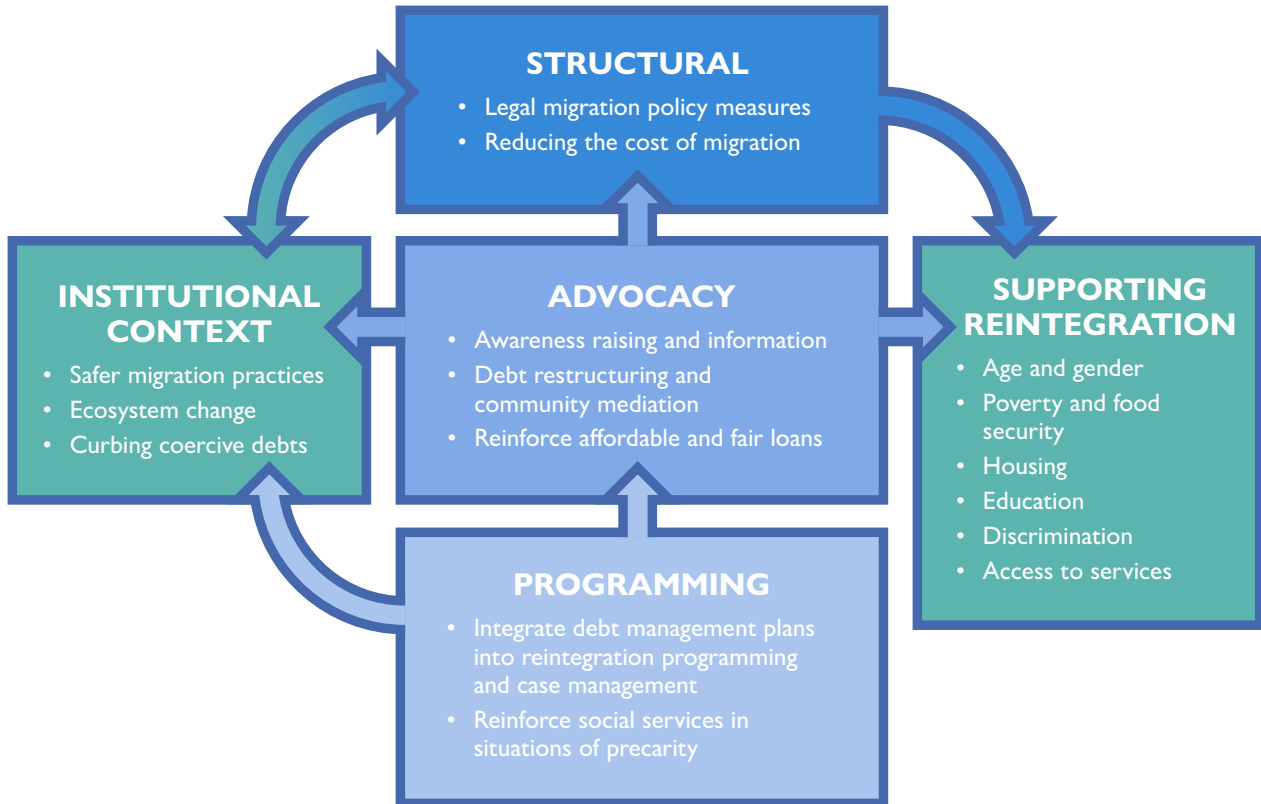 STRUCTURAL
• Legal migration policy measures
• Reducing the cost of migration
INSTITUTIONAL
CONTEXT
• Safer migration practices
• Ecosystem change
• Curbing coercive debts
ADVOCACY
• Awareness raising and information
• Debt restructuring and
community mediation
• Reinforce affordable and fair loans
SUPPORTING
REINTEGRATION
• Age and gender
• Poverty and food
security
• Housing
• Education
• Discrimination
• Access to services
PROGRAMMING
• Integrate debt management plans
into reintegration programming
and case management
• Reinforce social services in
situations of precarity